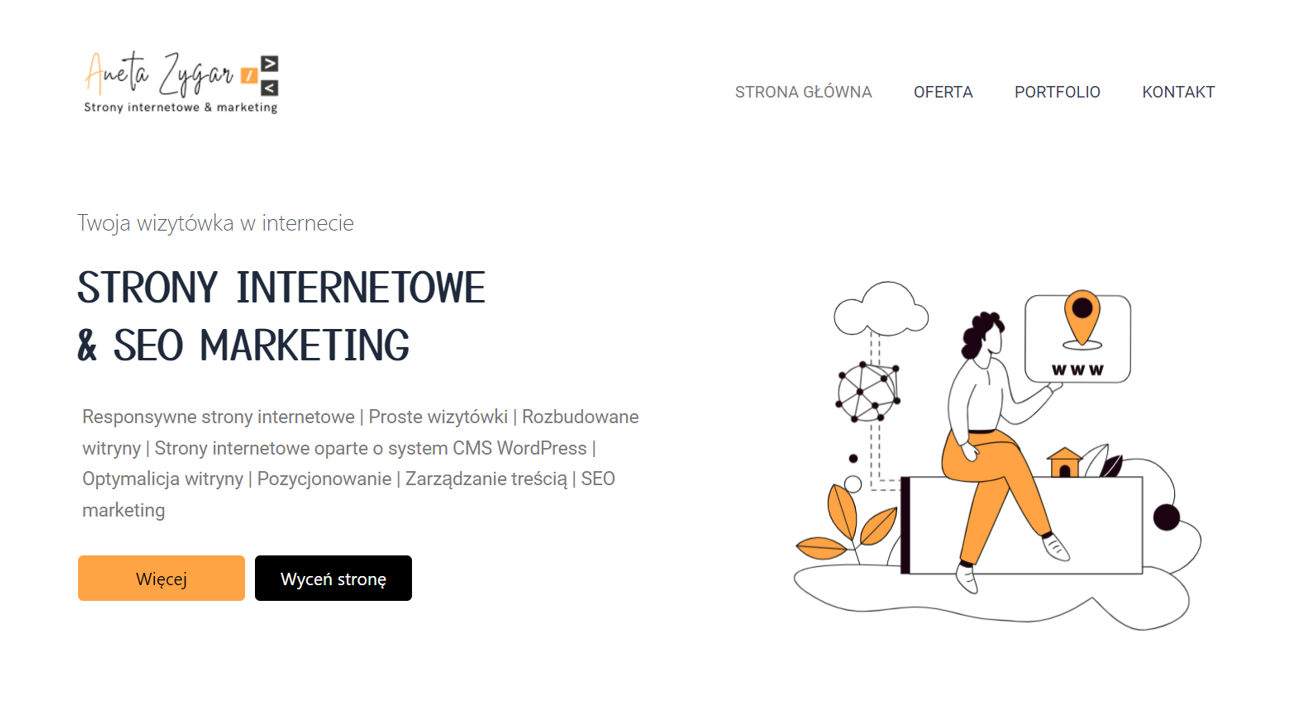 Aneta Zygar / > <
Strony internetowe & marketing
STRONA GŁÓWNA OFERTA PORTFOLIO KONTAKT
Twoja wizytówka w internecie
STRONY INTERNETOWE
& SEO MARKETING
Responsywne strony internetowe | Proste wizytówki | Rozbudowane
witryny | Strony internetowe oparte o system CMS WordPress |
Optymalicja witryny | Pozycjonowanie | Zarządzanie treścią | SEO
marketing
Więcej Wyceń stronę
WWW